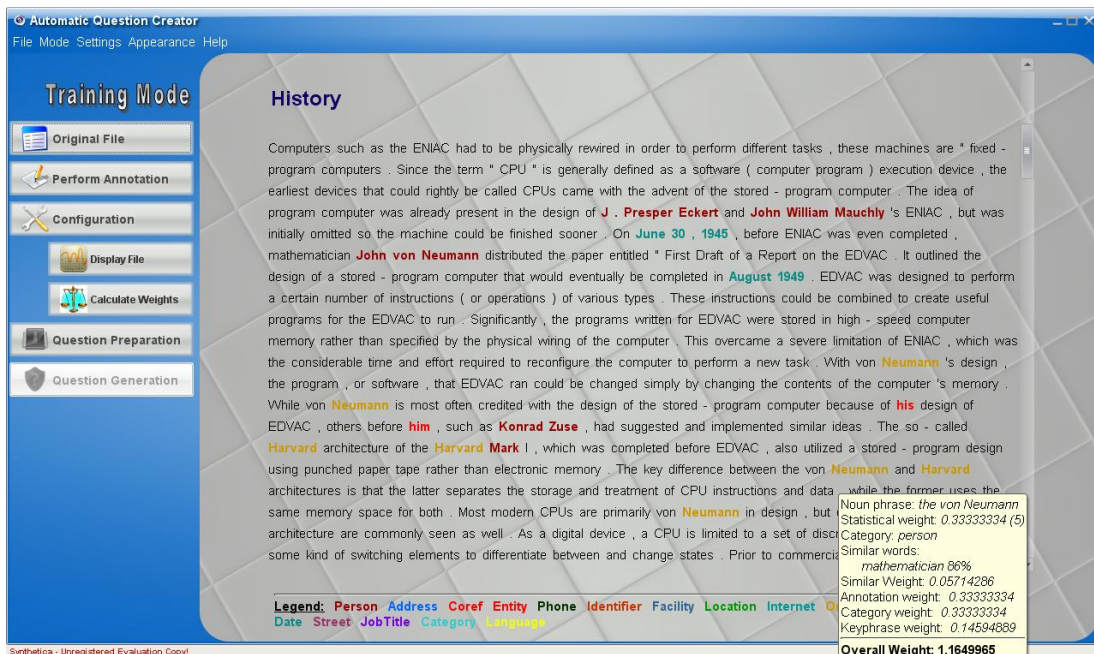 Automatic Question Creator
File Mode Settings Appearance Help
Training Mode
Original File
Perform Annotation
Configuration
Display File
Calculate Weights
Question Preparation
Question Generation
History
Computers such as the ENIAC had to be physically rewired in order to perform different tasks , these machines are " fixed -
program computers . Since the term " CPU " is generally defined as a software ( computer program ) execution device , the
earliest devices that could rightly be called CPUs came with the advent of the stored - program computer . The idea of
program computer was already present in the design of J . Presper Eckert and John William Mauchly 's ENIAC , but was
initially omitted so the machine could be finished sooner . On June 30 , 1945 , before ENIAC was even completed ,
mathematician John von Neumann distributed the paper entitled " First Draft of a Report on the EDVAC . It outlined the
design of a stored - program computer that would eventually be completed in August 1949 . EDVAC was designed to perform
a certain number of instructions ( or operations ) of various types . These instructions could be combined to create useful
programs for the EDVAC to run . Significantly , the programs written for EDVAC were stored in high - speed computer
memory rather than specified by the physical wiring of the computer . This overcame a severe limitation of ENIAC , which was
the considerable time and effort required to reconfigure the computer to perform a new task . With von Neumann 's design ,
the program , or software , that EDVAC ran could be changed simply by changing the contents of the computer 's memory .
While von Neumann is most often credited with the design of the stored - program computer because of his design of
EDVAC , others before him , such as Konrad Zuse , had suggested and implemented similar ideas . The so - called
Harvard architecture of the Harvard Mark I , which was completed before EDVAC , also utilized a stored - program design
using punched paper tape rather than electronic memory . The key difference between the von Neumann and Harvard
architectures is that the latter separates the storage and treatment of CPU instructions and data , while the former uses the
same memory space for both . Most modern CPUs are primarily von Neumann in design , but
architecture are commonly seen as well . As a digital device , a CPU is limited to a set of
some kind of switching elements to differentiate between and change states . Prior to
Noun phrase: the von Neumann
Statistical weight: 0.33333334 (5)
Category: person
Similar words:
mathematician 86%
Similar Weight: 0.05714286
Annotation weight: 0.33333334
Category weight: 0.33333334
Keyphrase weight: 0.14594889
Overall Weight: 1.1649965
Legend: Person Address Coref Entity Phone Identifier Facility Location Internet
Date Street JobTitle Category Language
Synthetica - Unregistered Evaluation Copy!